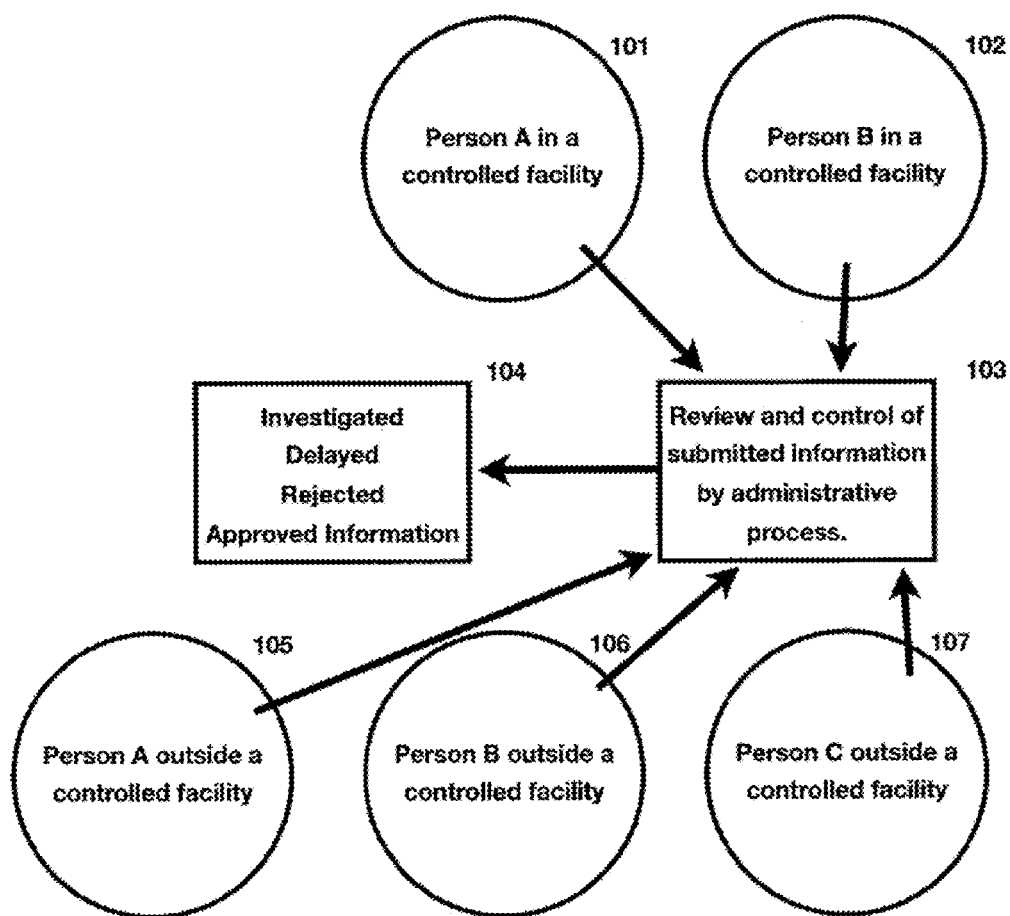 101
102
Person A in a
controlled facility
Person B in a
controlled facility
104
103
Investigated
Delayed
Rejected
Approved Information
Review and control of
submitted information
by administrative
process.
105
106
107
Person A outside a
controlled facility
Person B outside a
controlled facility
Person C outside a
controlled facility